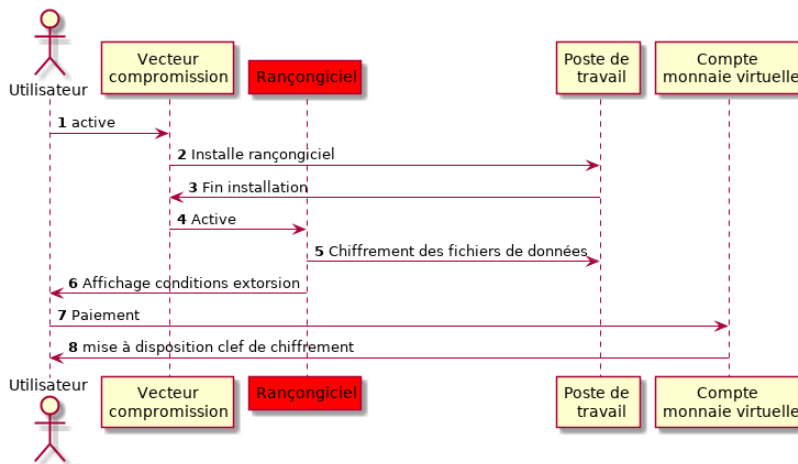 Utilisateur
Vecteur
compromission
Rançongiciel
Poste de
travail
Compte
monnaie virtuelle
1 active
2 Installe rançongiciel
3 Fin installation
4 Active
5 Chiffrement des fichiers de données
6 Affichage conditions extorsion
7 Paiement
8 mise à disposition clef de chiffrement
Utilisateur
Vecteur
compromission
Rançongiciel
Poste de
travail
Compte
monnaie virtuelle